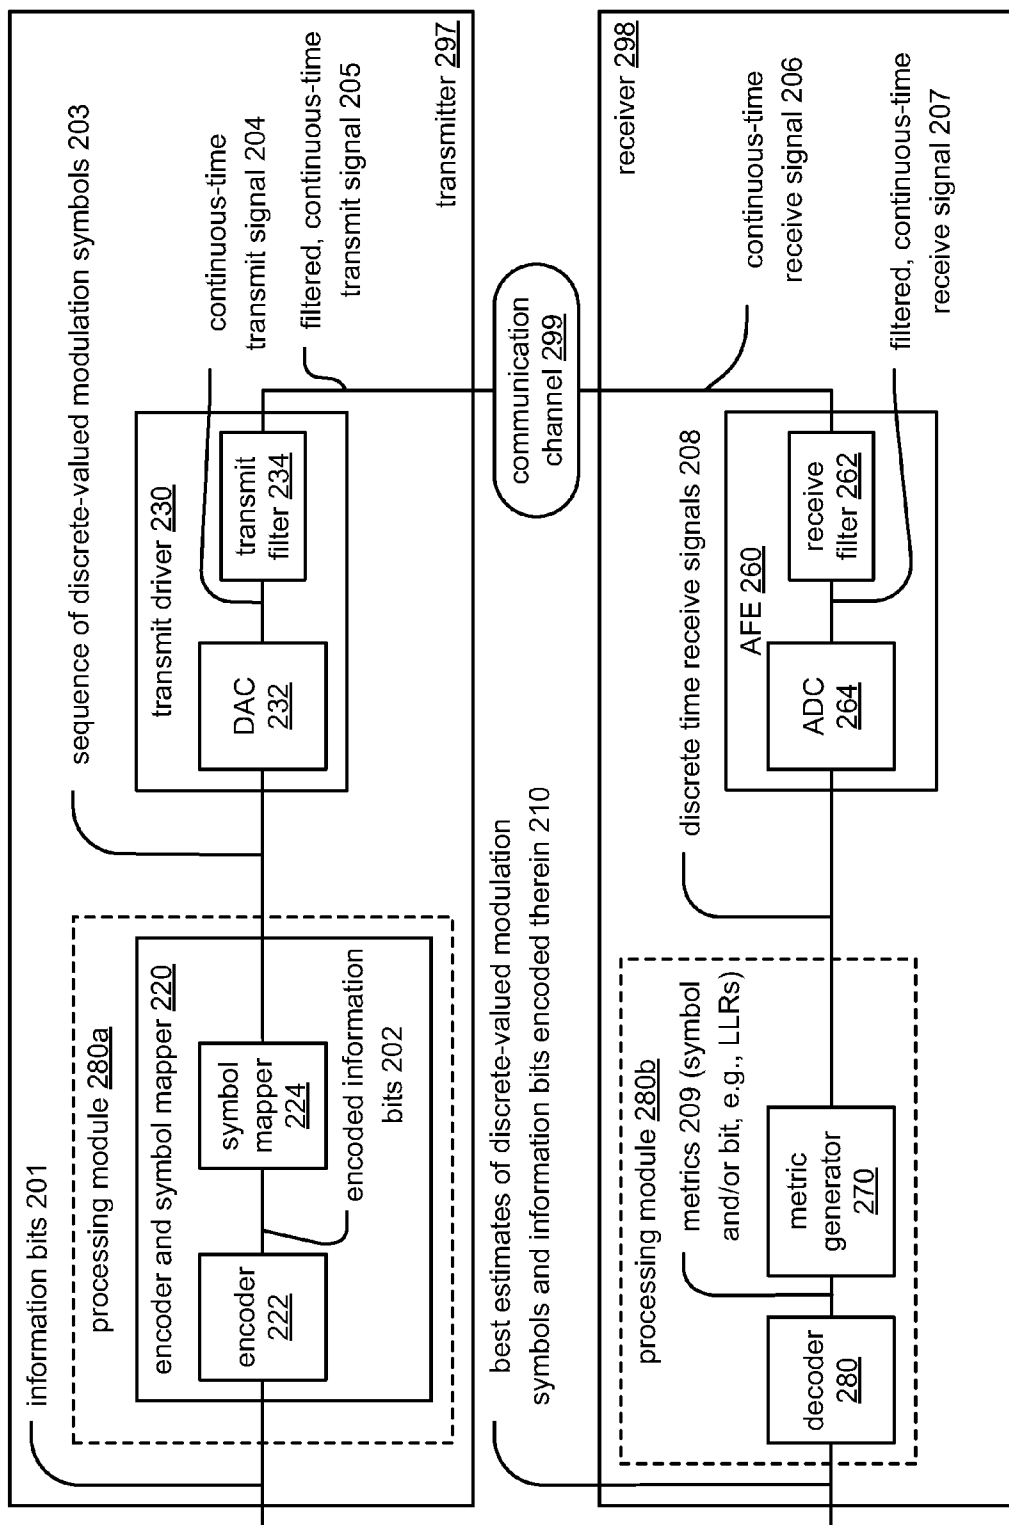 information bits 201
processing module 280a
encoder and symbol mapper 220
encoder
222
symbol
mapper
224
encoded information
bits 202
sequence of discrete-valued modulation symbols 203
transmit driver 230
DAC
232
transmit
filter 234
continuous-time
transmit signal 204
filtered, continuous-time
transmit signal 205
transmitter 297
communication
channel 299
best estimates of discrete-valued modulation
symbols and information bits encoded therein 210
processing module 280b
metrics 209 (symbol
and/or bit, e.g., LLRs)
decoder
280
metric
generator
270
discrete time receive signals 208
AFE 260
ADC
264
receive
filter 262
receiver 298
continuous-time
receive signal 206
filtered, continuous-time
receive signal 207